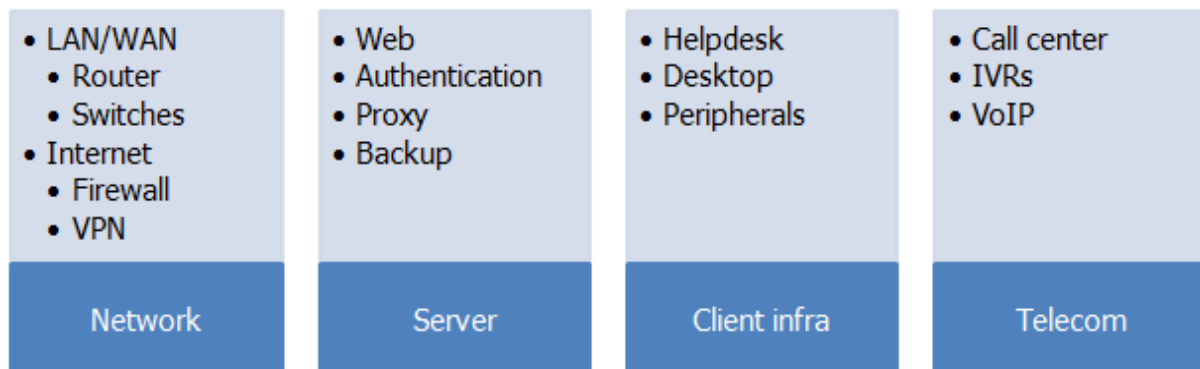 • LAN/WAN
• Router
• Switches
• Internet
• Firewall
• VPN
Network
• Web
• Authentication
• Proxy
• Backup
Server
• Helpdesk
• Desktop
• Peripherals
Client infra
• Call center
• IVRs
• VoIP
Telecom